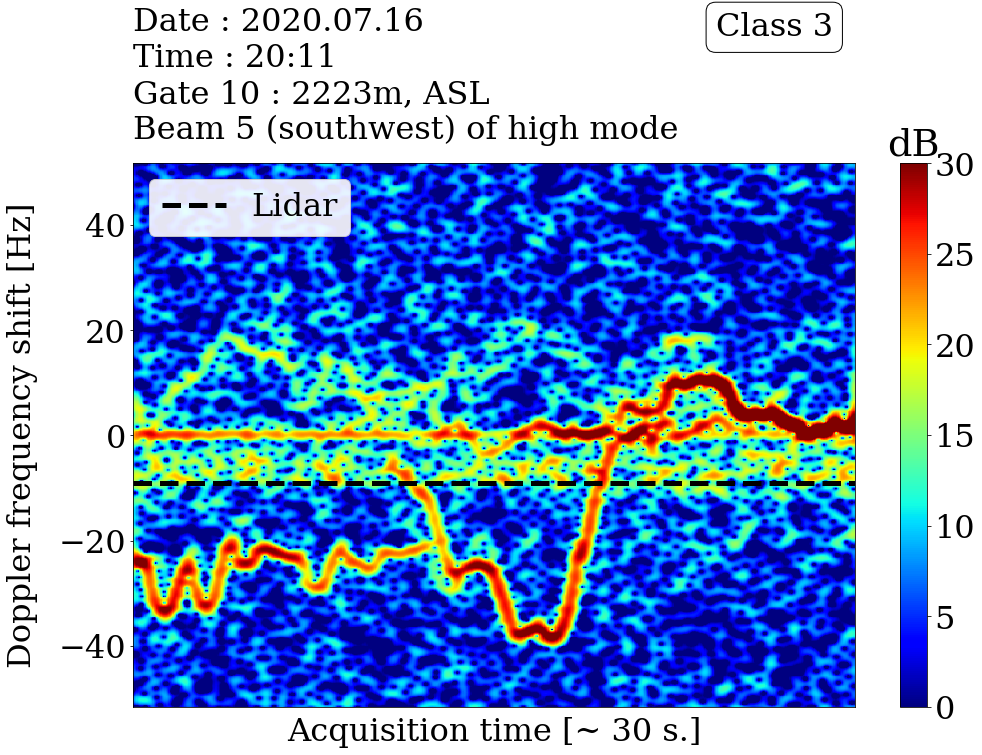 Date : 2020.07.16
Time : 20:11
Gate 10 : 2223m, ASL
Beam 5 (southwest) of high mode
Class 3
dB
Lidar
Doppler frequency shift [Hz]
40
20
0
−20
−40
Acquisition time [~ 30 s.]
30
25
20
15
10
5
0